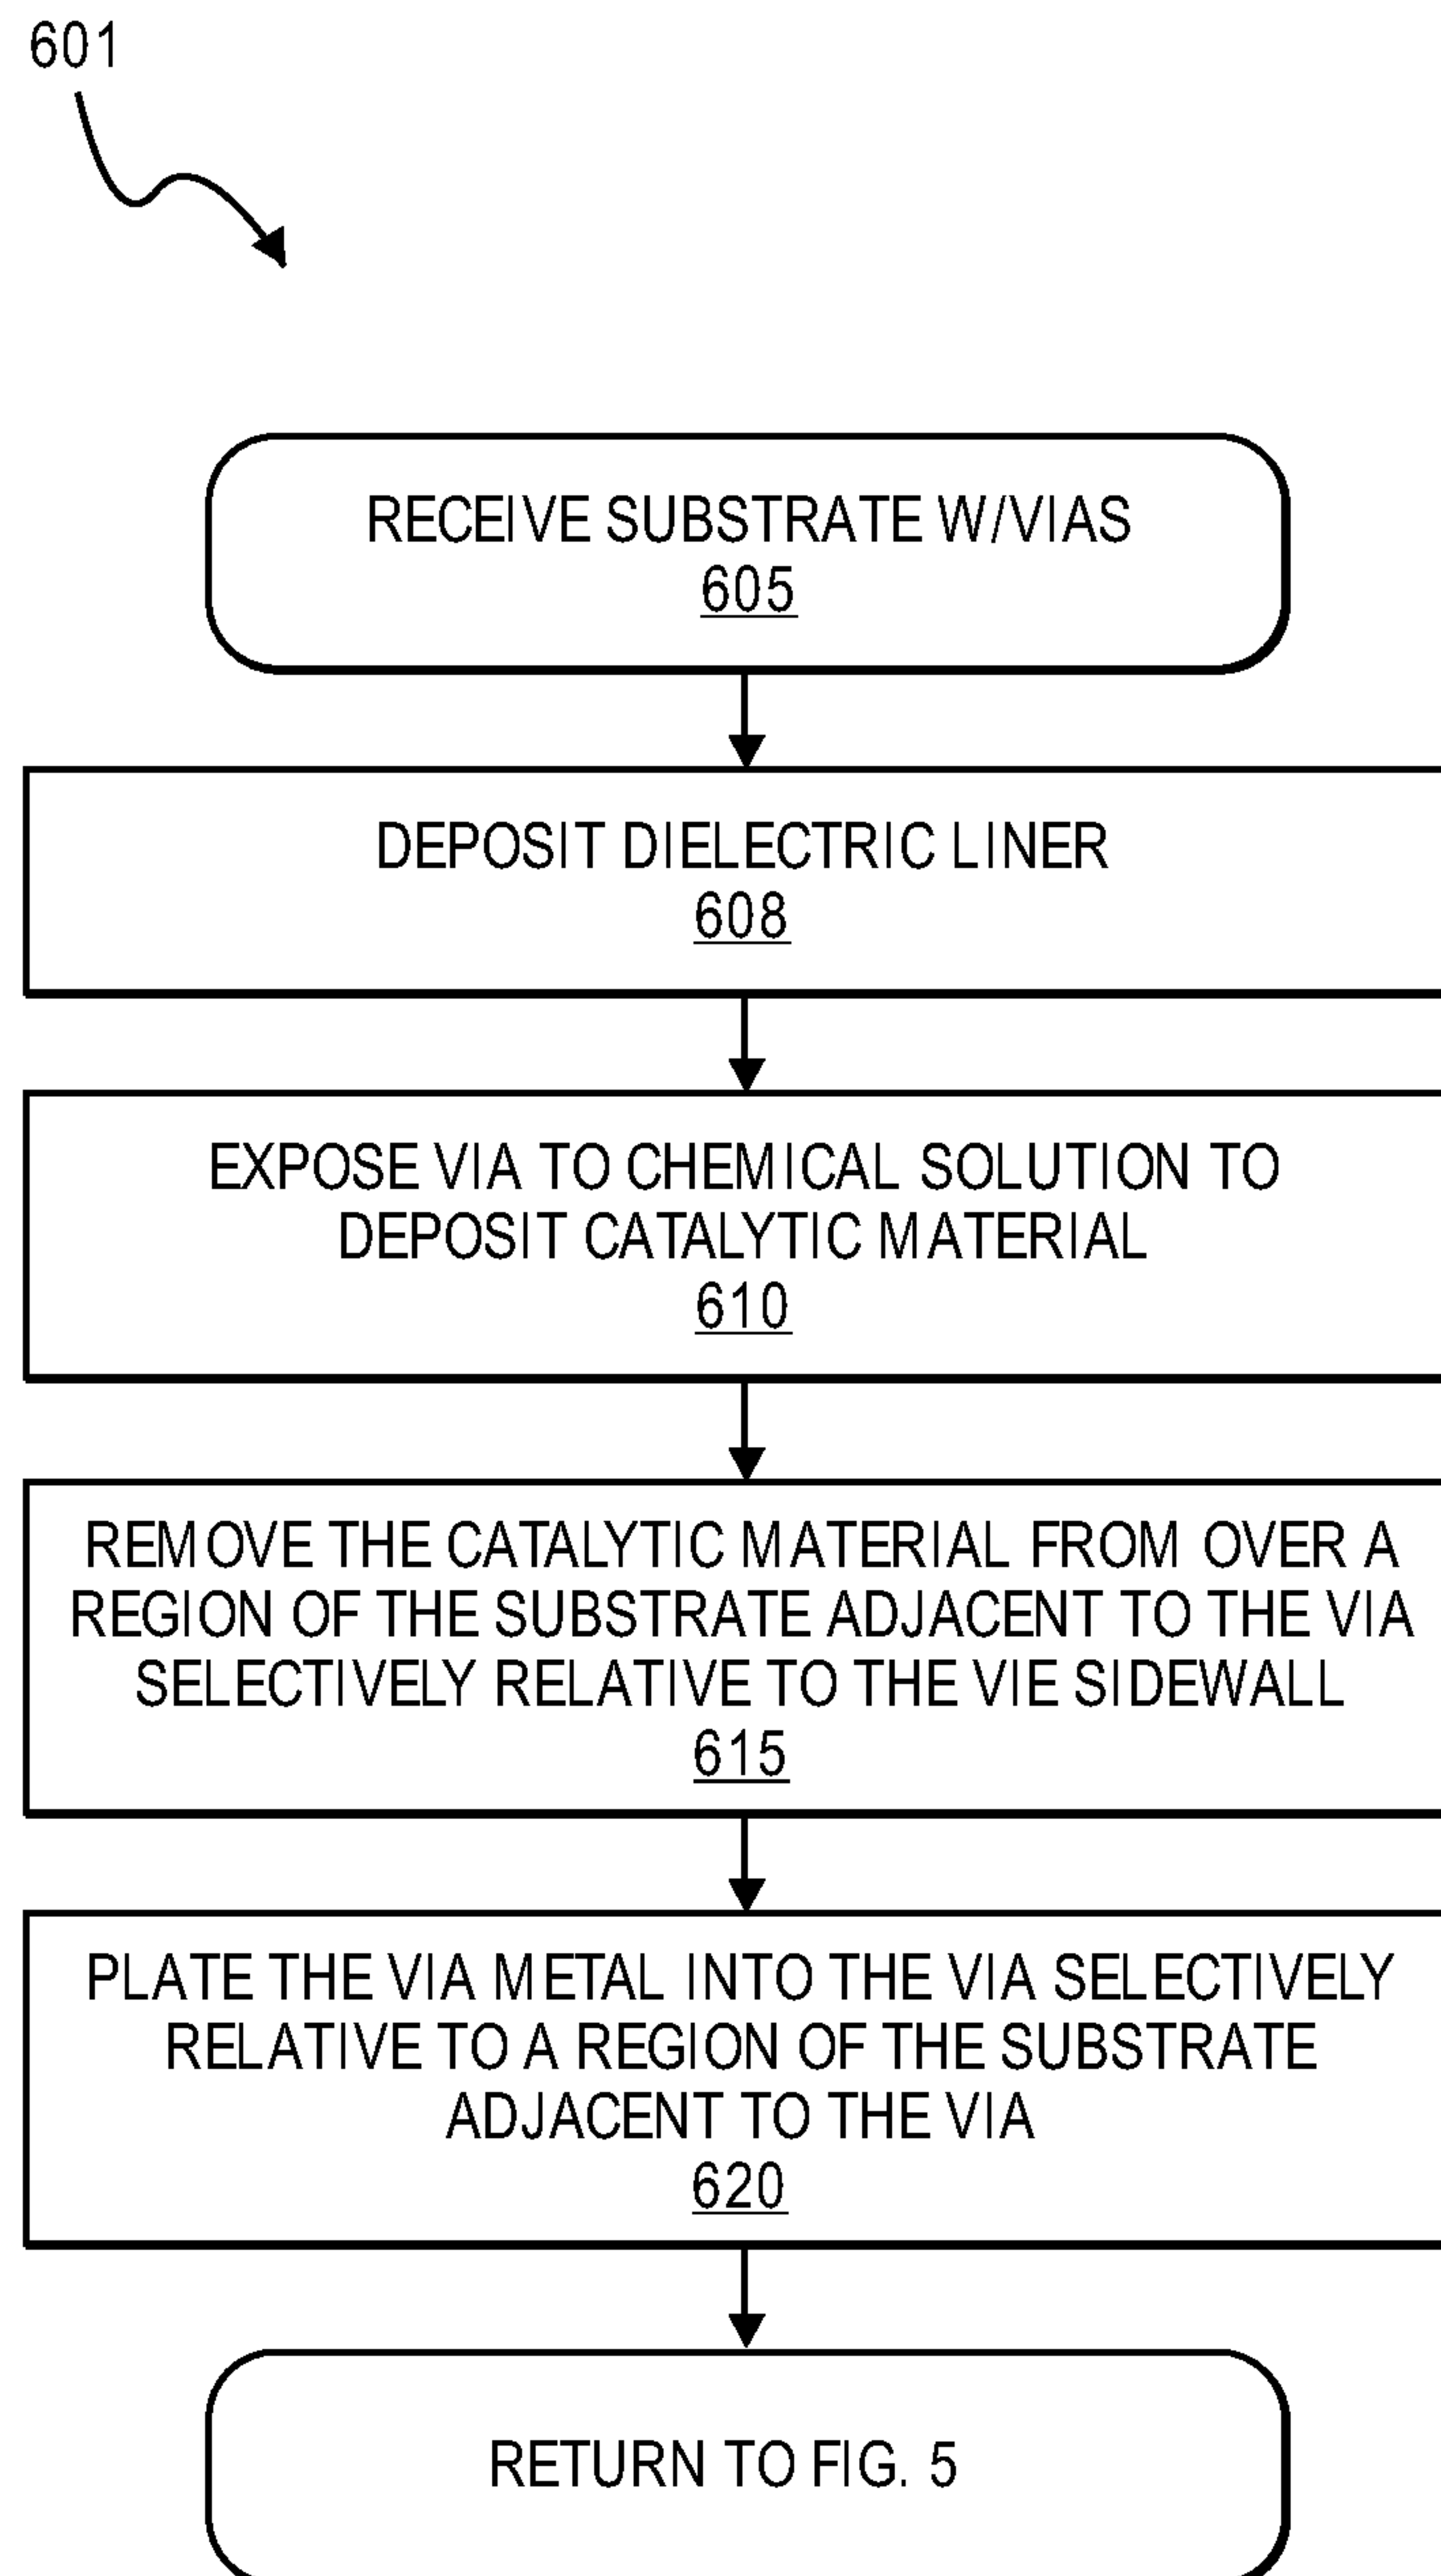 601
RECEIVE SUBSTRATE W/VIAS
605
DEPOSIT DIELECTRIC LINER
608
EXPOSE VIA TO CHEMICAL SOLUTION TO
DEPOSIT CATALYTIC MATERIAL
610
REMOVE THE CATALYTIC MATERIAL FROM OVER A
REGION OF THE SUBSTRATE ADJACENT TO THE VIA
SELECTIVELY RELATIVE TO THE VIE SIDEWALL
615
PLATE THE VIA METAL INTO THE VIA SELECTIVELY
RELATIVE TO A REGION OF THE SUBSTRATE
ADJACENT TO THE VIA
620
RETURN TO FIG. 5